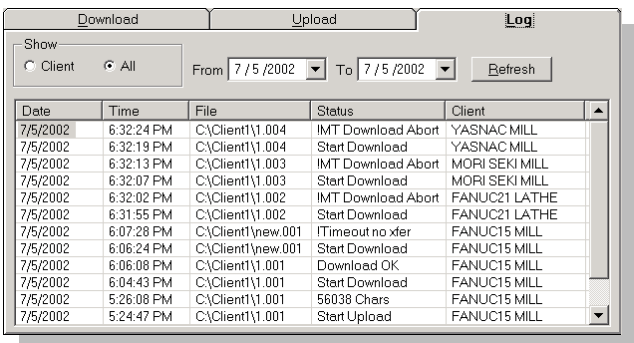 Download Upload Log
Show
Client All From 7 / 5 /2002 To 7 / 5 /2002 Refresh
Date Time File Status Client
7/5/2002 6:32:24 PM C:\Client1\1.004 !MT Download Abort YASNAC MILL
7/5/2002 6:32:19 PM C:\Client1\1.004 Start Download YASNAC MILL
7/5/2002 6:32:13 PM C:\Client1\1.003 !MT Download Abort MORI SEKI MILL
7/5/2002 6:32:07 PM C:\Client1\1.003 Start Download MORI SEKI MILL
7/5/2002 6:32:02 PM C:\Client1\1.002 !MT Download Abort FANUC21 LATHE
7/5/2002 6:31:55 PM C:\Client1\1.002 Start Download FANUC21 LATHE
7/5/2002 6:07:28 PM C:\Client1\new.001 !Timeout no xfer FANUC15 MILL
7/5/2002 6:06:24 PM C:\Client1\new.001 Start Download FANUC15 MILL
7/5/2002 6:06:08 PM C:\Client1\1.001 Download OK FANUC15 MILL
7/5/2002 6:04:43 PM C:\Client1\1.001 Start Download FANUC15 MILL
7/5/2002 5:26:08 PM C:\Client1\1.001 56038 Chars FANUC15 MILL
7/5/2002 5:24:47 PM C:\Client1\1.001 Start Upload FANUC15 MILL